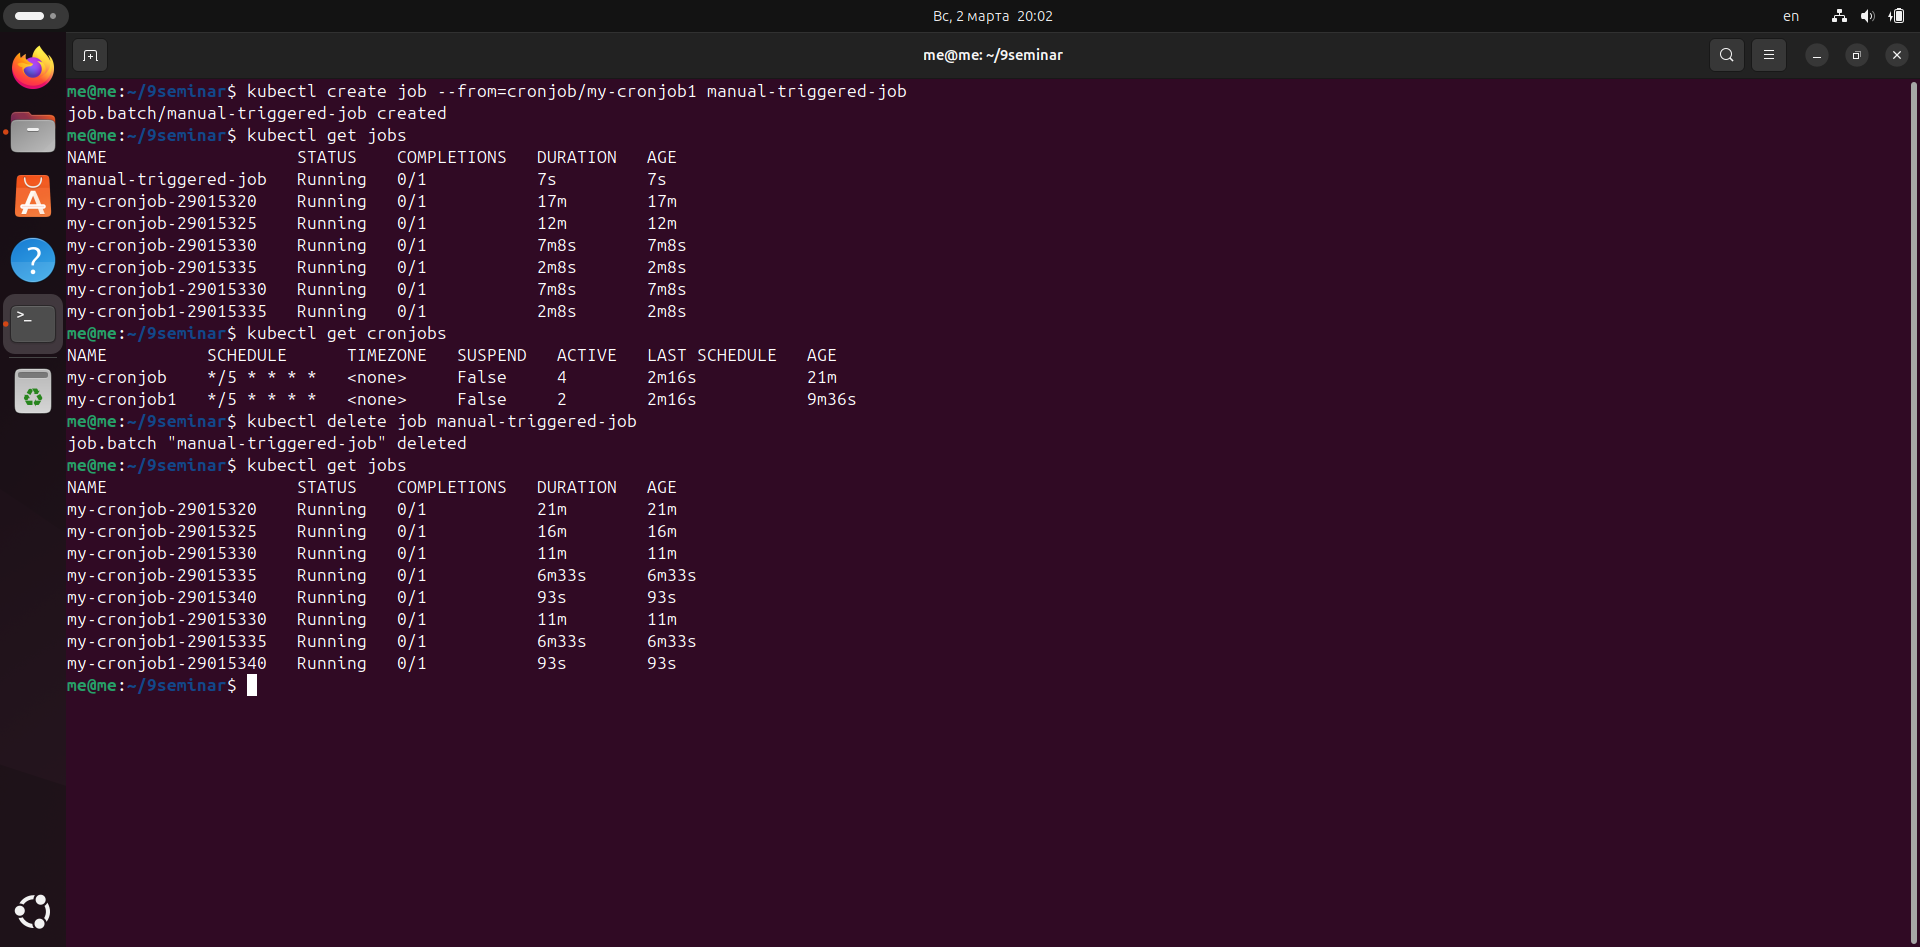 Вс, 2 марта 20:02
en
me@me: ~/9seminar
me@me:~/9seminar$ kubectl create job --from=cronjob/my-cronjob1 manual-triggered-job
job.batch/manual-triggered-job created
me@me:~/9seminar$ kubectl get jobs
NAME STATUS COMPLETIONS DURATION AGE
manual-triggered-job Running 0/1 7s 7s
my-cronjob-29015320 Running 0/1 17m 17m
my-cronjob-29015325 Running 0/1 12m 12m
my-cronjob-29015330 Running 0/1 7m8s 7m8s
my-cronjob-29015335 Running 0/1 2m8s 2m8s
my-cronjob1-29015330 Running 0/1 7m8s 7m8s
my-cronjob1-29015335 Running 0/1 2m8s 2m8s
me@me:~/9seminar$ kubectl get cronjobs
NAME SCHEDULE TIMEZONE SUSPEND ACTIVE LAST SCHEDULE AGE
my-cronjob */5 * * * * <none> False 4 2m16s 21m
my-cronjob1 */5 * * * * <none> False 2 2m16s 9m36s
me@me:~/9seminar$ kubectl delete job manual-triggered-job
job.batch "manual-triggered-job" deleted
me@me:~/9seminar$ kubectl get jobs
NAME STATUS COMPLETIONS DURATION AGE
my-cronjob-29015320 Running 0/1 21m 21m
my-cronjob-29015325 Running 0/1 16m 16m
my-cronjob-29015330 Running 0/1 11m 11m
my-cronjob-29015335 Running 0/1 6m33s 6m33s
my-cronjob-29015340 Running 0/1 93s 93s
my-cronjob1-29015330 Running 0/1 11m 11m
my-cronjob1-29015335 Running 0/1 6m33s 6m33s
my-cronjob1-29015340 Running 0/1 93s 93s
me@me:~/9seminar$